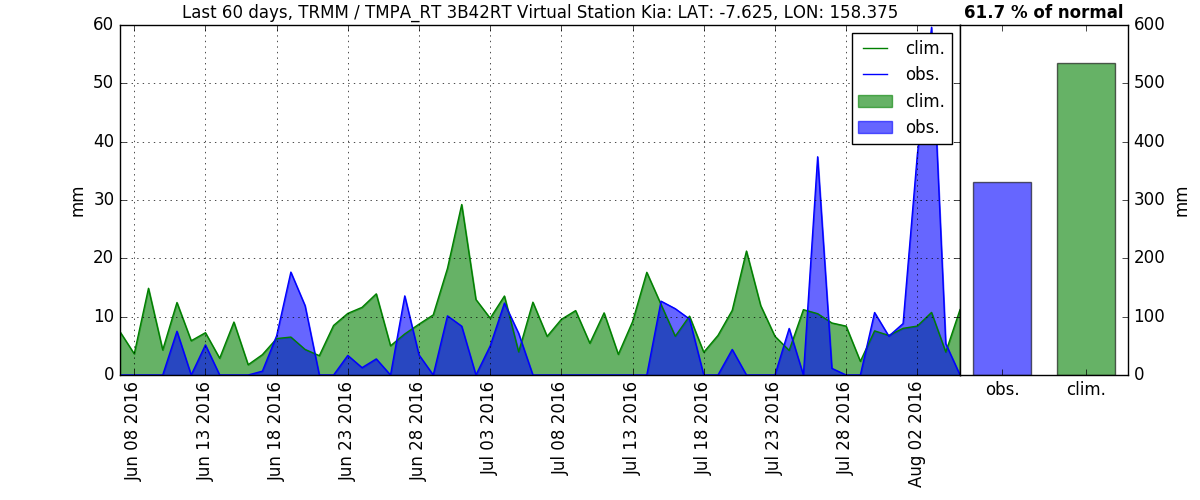 Last 60 days, TRMM / TMPA_RT 3B42RT Virtual Station Kia: LAT: -7.625, LON: 158.375
61.7 % of normal
60
50
40
30
20
10
0
mm
clim.
obs.
clim.
obs.
Jun 08 2016
Jun 13 2016
Jun 18 2016
Jun 23 2016
Jun 28 2016
Jul 03 2016
Jul 08 2016
Jul 13 2016
Jul 18 2016
Jul 23 2016
Jul 28 2016
Aug 02 2016
600
500
400
300
200
100
0
mm
obs.
clim.